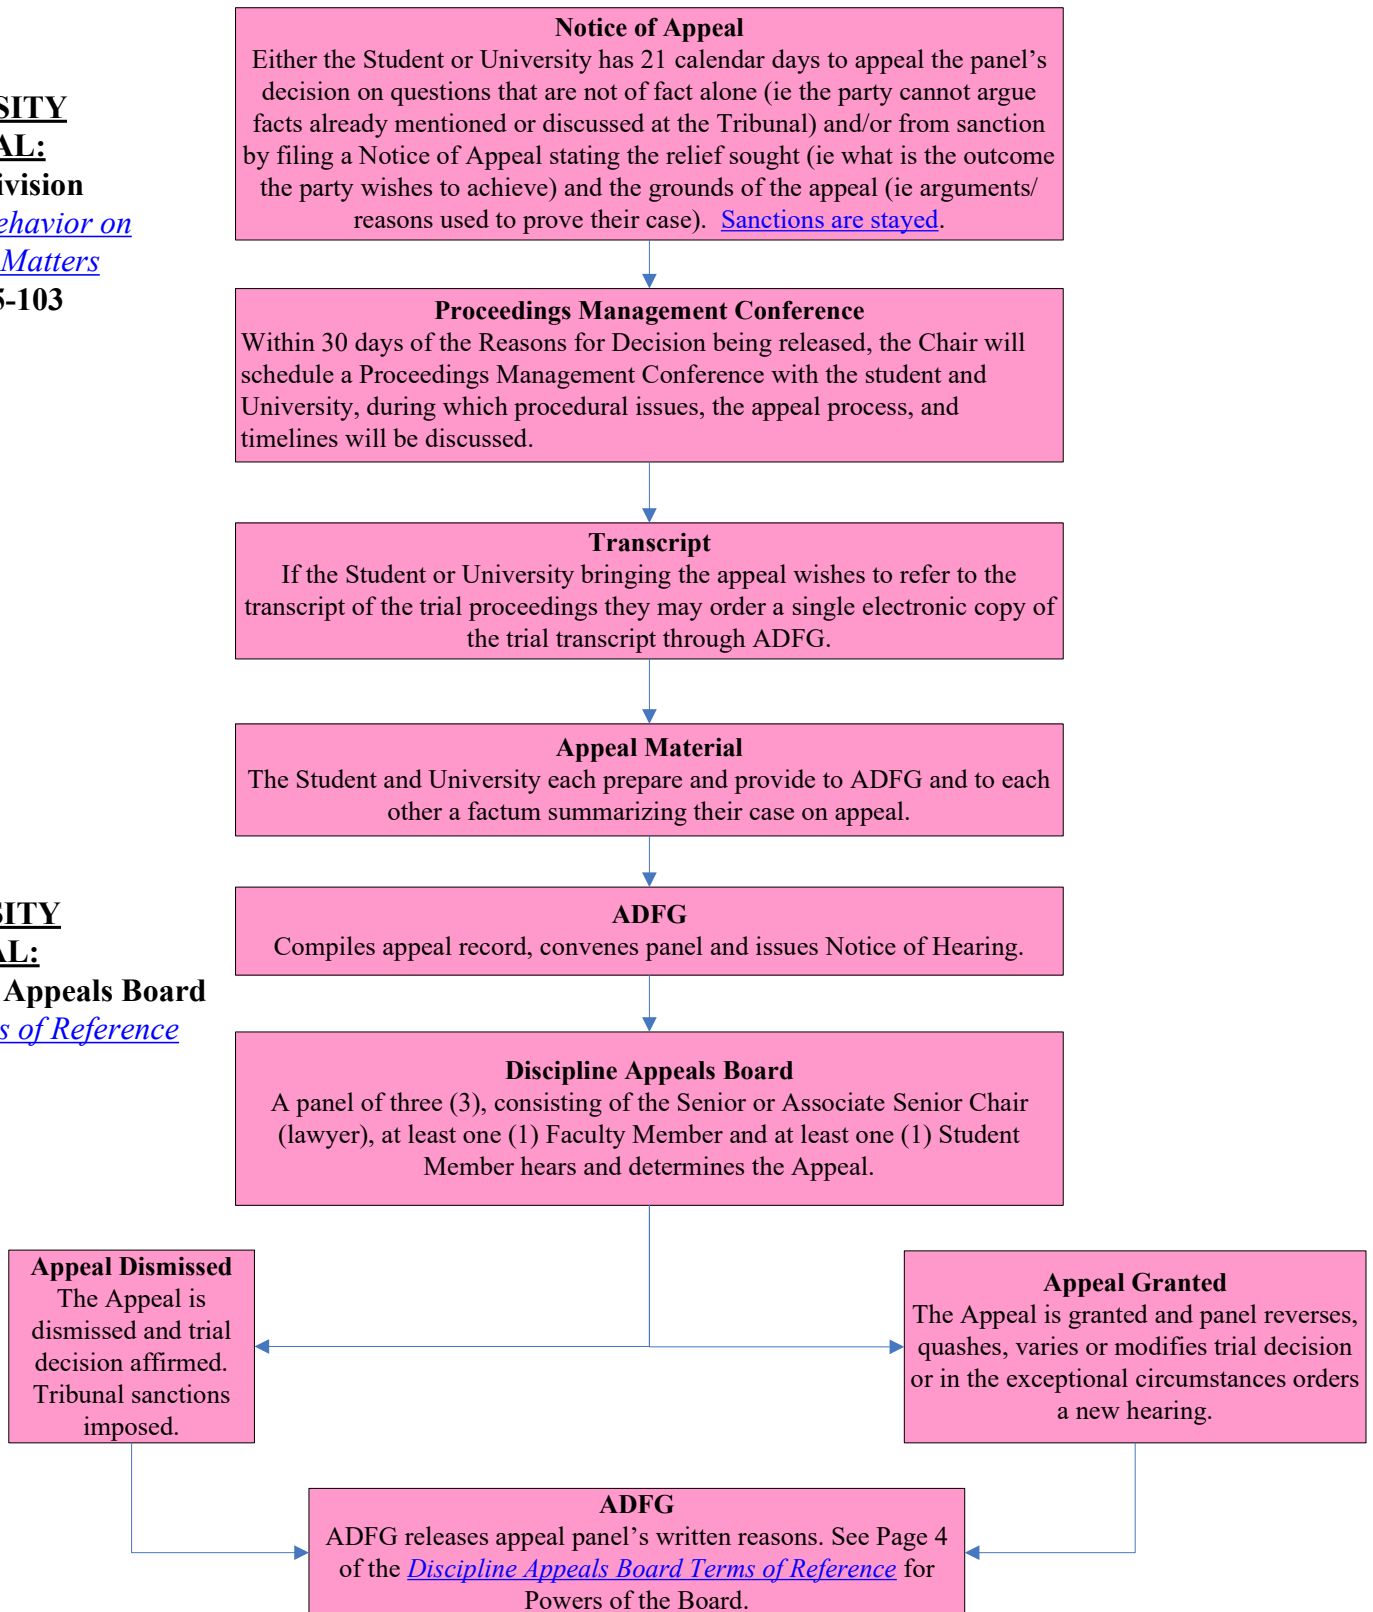 Notice of Appeal
Either the Student or University has 21 calendar days to appeal the panel’s
decision on questions that are not of fact alone (ie the party cannot argue
facts already mentioned or discussed at the Tribunal) and/or from sanction
by filing a Notice of Appeal stating the relief sought (ie what is the outcome
the party wishes to achieve) and the grounds of the appeal (ie arguments/
reasons used to prove their case).  Sanctions are stayed.
SITY
AL:
ivision
ehavior on
Matters
5-103
Proceedings Management Conference
Within 30 days of the Reasons for Decision being released, the Chair will
schedule a Proceedings Management Conference with the student and
University, during which procedural issues, the appeal process, and
timelines will be discussed.
Transcript
If the Student or University bringing the appeal wishes to refer to the
transcript of the trial proceedings they may order a single electronic copy of
the trial transcript through ADFG.
Appeal Material
The Student and University each prepare and provide to ADFG and to each
other a factum summarizing their case on appeal.
ADFG
Compiles appeal record, convenes panel and issues Notice of Hearing.
SITY
AL:
Appeals Board
s of Reference
Discipline Appeals Board
A panel of three (3), consisting of the Senior or Associate Senior Chair
(lawyer), at least one (1) Faculty Member and at least one (1) Student
Member hears and determines the Appeal.
Appeal Dismissed
The Appeal is
dismissed and trial
decision affirmed.
Tribunal sanctions
imposed.
Appeal Granted
The Appeal is granted and panel reverses,
quashes, varies or modifies trial decision
or in the exceptional circumstances orders
a new hearing.
ADFG
ADFG releases appeal panel’s written reasons. See Page 4
of the Discipline Appeals Board Terms of Reference for
Powers of the Board.